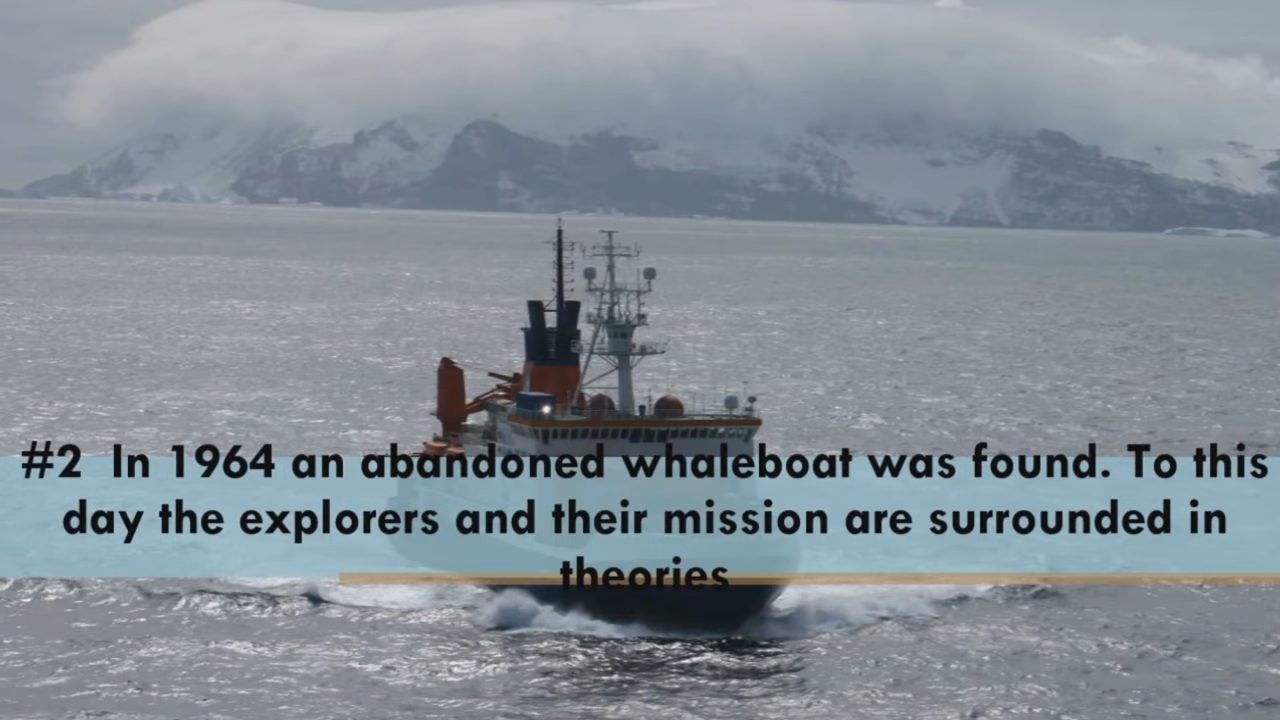 #2 In 1964 an abandoned whaleboat was found. To this
day the explorers and their mission are surrounded in
theories